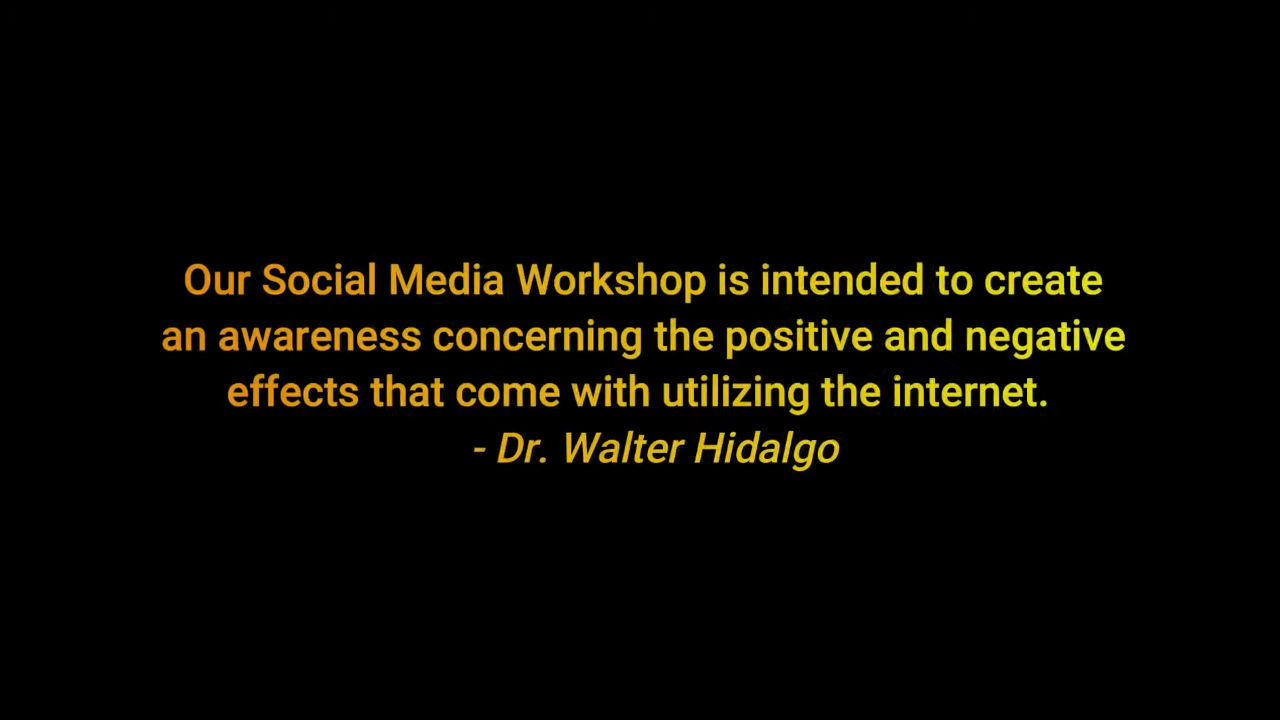 Our Social Media Workshop is intended to create
an awareness concerning the positive and negative
effects that come with utilizing the internet.
- Dr. Walter Hidalgo